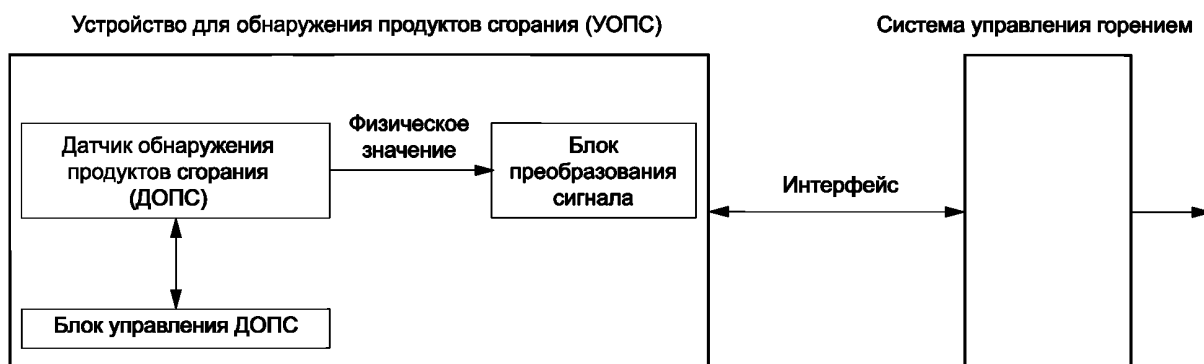 Устройство для обнаружения продуктов сгорания (УОПС)
Система управления горением
Датчик обнаружения
продуктов сгорания
(ДОПС)
Физическое
значение
Блок
преобразования
сигнала
Интерфейс
Блок управления ДОПС